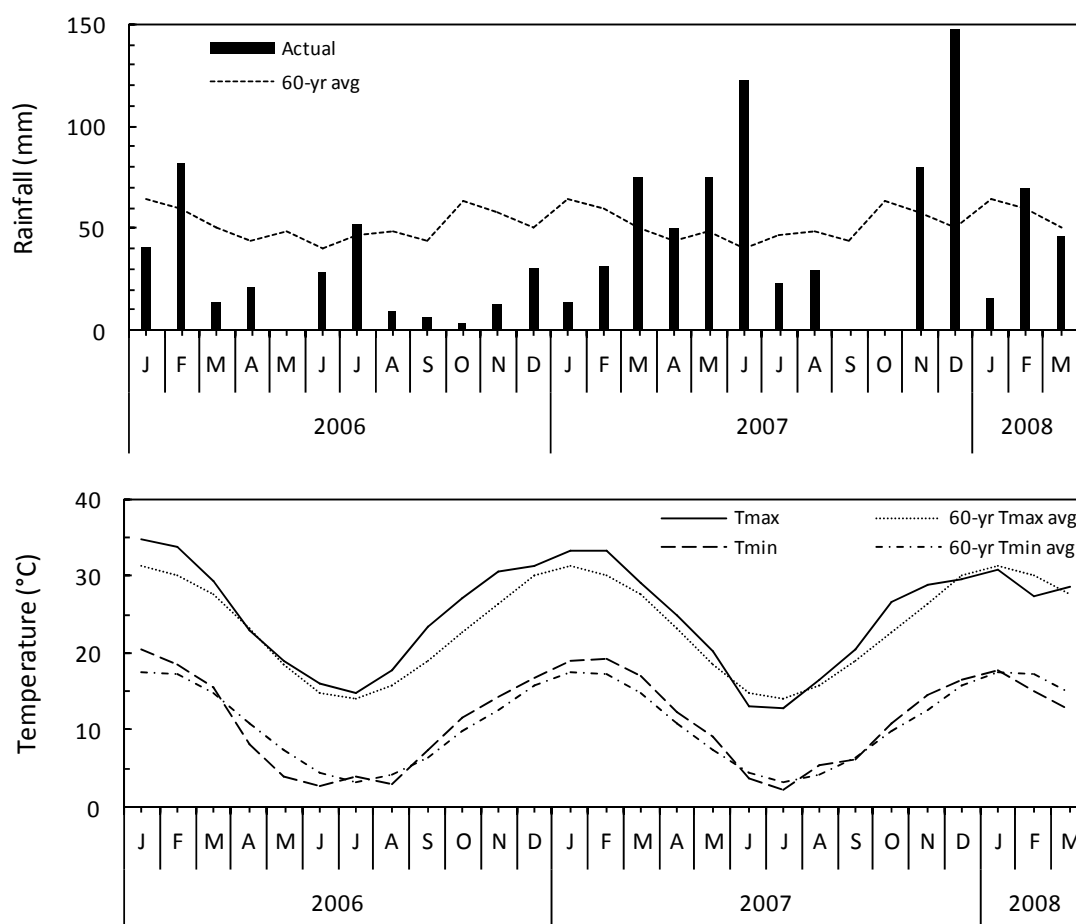 150
Actual
60-yr avg
100
50
0
Rainfall (mm)
J F M A M J J A S O N D J F M A M J J A S O N D J F M
2006 2007 2008
40
Tmax 60-yr Tmax avg
Tmin 60-yr Tmin avg
30
20
10
0
Temperature (°C)
J F M A M J J A S O N D J F M A M J J A S O N D J F M
2006 2007 2008